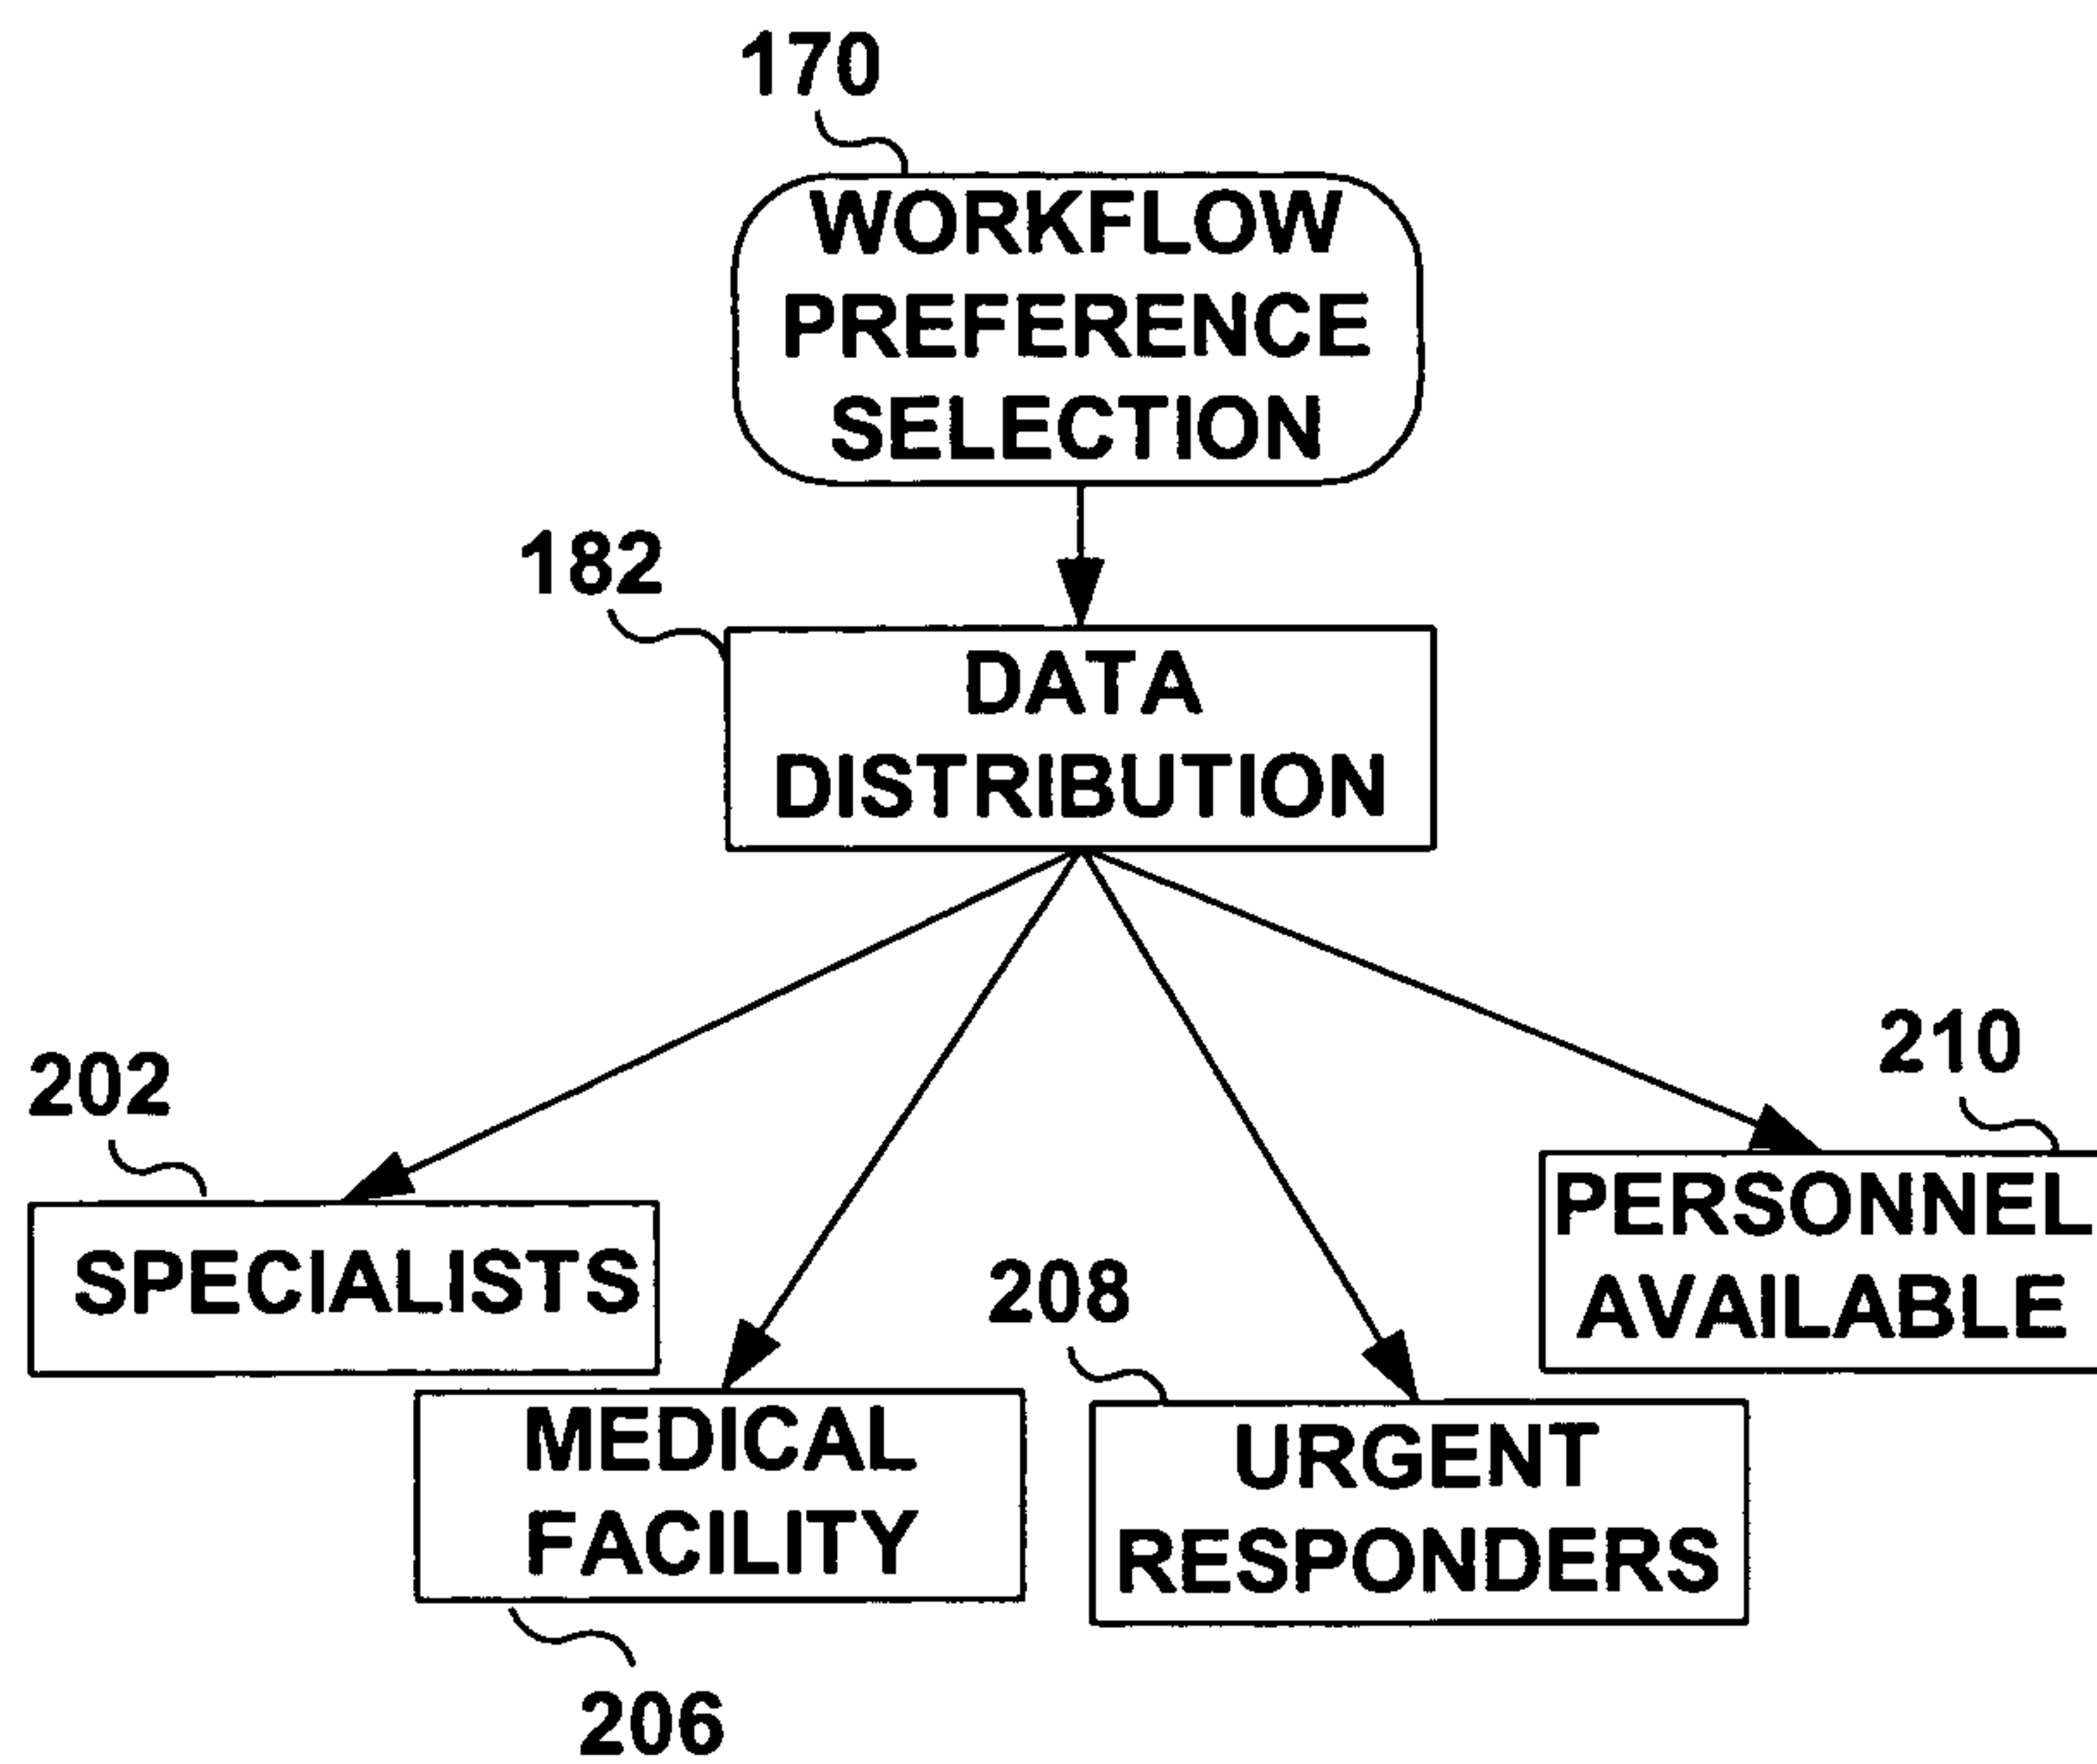 170
WORKFLOW
PREFERENCE
SELECTION
182
DATA
DISTRIBUTION
202
SPECIALISTS
210
PERSONNEL
AVAILABLE
208
URGENT
RESPONDERS
MEDICAL
FACILITY
206